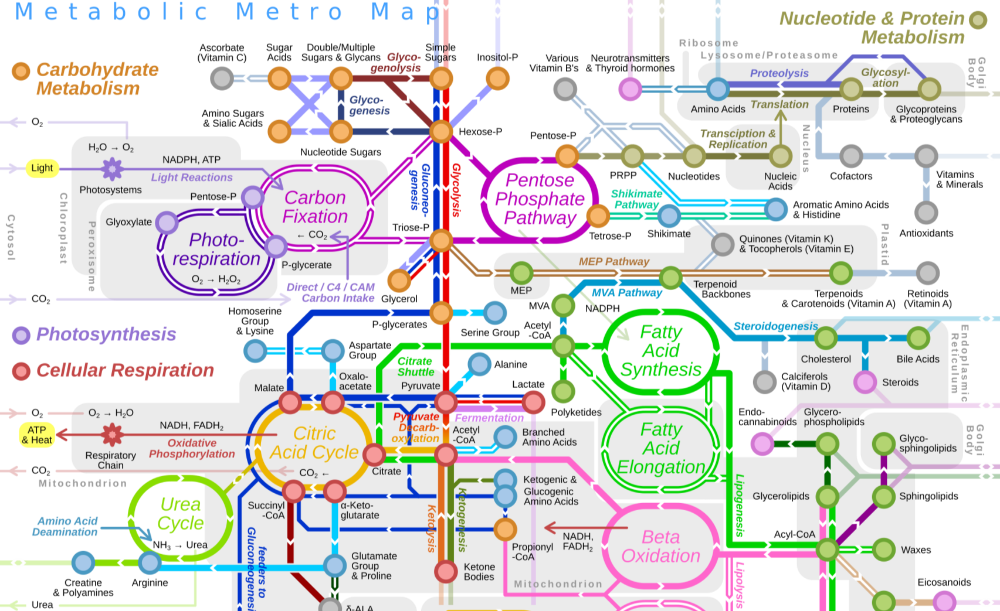 Metabolic Metro Map
Nucleotide & Protein
Metabolism
Carbohydrate
Metabolism
Ascorbate
(Vitamin C)
Sugar
Acids
Double/Multiple
Sugars & Glycans
Glyco-
genolysis
Simple
Sugars
Inositol-P
Various
Vitamin B's
Neurotransmitters
& Thyroid hormones
Ribosome
Lysosome/Proteasome
Proteolysis
Glycosyl-
ation
Golgi
Body
Amino Acids
Translation
Proteins
Glycoproteins
& Proteoglycans
Amino Sugars
& Sialic Acids
Glyco-
genesis
Nucleotide Sugars
Hexose-P
Pentose-P
Transciption &
Replication
Nucleus
PRPP
Nucleotides
Nucleic
Acids
Cofactors
Vitamins
& Minerals
Antioxidants
O₂
H₂O → O₂
Light
NADPH, ATP
Light Reactions
Photosystems
Pentose-P
Chloroplast
Cytosol
Peroxisome
Glyoxylate
Carbon
Fixation
← CO₂
Photo-
respiration
O₂ → H₂O₂
P-glycerate
Direct / C4 / CAM
Carbon Intake
CO₂
Gluconeo-
genesis
Glycolysis
Triose-P
Glycerol
Pentose
Phosphate
Pathway
Shikimate
Pathway
Tetrose-P
Shikimate
Aromatic Amino Acids
& Histidine
Quinones (Vitamin K)
& Tocopherols (Vitamin E)
Plastid
MEP Pathway
MEP
MVA Pathway
Terpenoid
Backbones
Terpenoids
& Carotenoids (Vitamin A)
Retinoids
(Vitamin A)
MVA
NADPH
Acetyl
-CoA
Photosynthesis
Cellular Respiration
Homoserine
Group
& Lysine
P-glycerates
Serine Group
Aspartate
Group
Citrate
Shuttle
Alanine
Oxalo-
acetate
Malate
Pyruvate
Lactate
Polyketides
Fatty
Acid
Synthesis
Steroidogenesis
Cholesterol
Bile Acids
Calciferols
(Vitamin D)
Steroids
Endoplasmic
Reticulum
O₂
O₂ → H₂O
ATP
& Heat
NADH, FADH₂
Oxidative
Phosphorylation
Respiratory
Chain
CO₂
Mitochondrion
Citric
Acid Cycle
CO₂ ←
Pyruvate
Decarb-
oxylation
Fermentation
Acetyl
-CoA
Branched
Amino Acids
Citrate
Fatty
Acid
Elongation
Endo-
cannabinoids
Glycero-
phospholipids
Glyco-
sphingolipids
Golgi
Body
Urea
Cycle
Amino Acid
Deamination
NH₃ → Urea
Succinyl
-CoA
α-Keto-
glutarate
Ketogenic &
Glucogenic
Amino Acids
Ketolysis
Ketogenesis
Lipogenesis
Glycerolipids
Sphingolipids
NADH,
FADH₂
Propionyl
-CoA
Beta
Oxidation
Acyl-CoA
Waxes
Creatine
& Polyamines
Arginine
feeders to
Gluconeogenesis
Glutamate
Group
& Proline
Ketone
Bodies
Mitochondrion
Lipolysis
Eicosanoids
Urea
δ-ALA